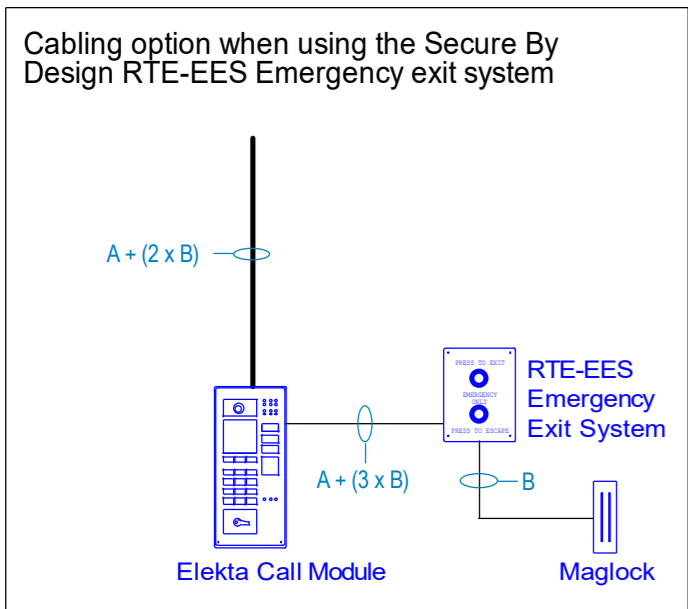 Cabling option when using the Secure By
Design RTE-EES Emergency exit system
A + (2 x B)
PRESS TO EXIT
EMERGENCY
ONLY
PRESS TO ESCAPE
RTE-EES
Emergency
Exit System
A + (3 x B)
B
Elekta Call Module
Maglock